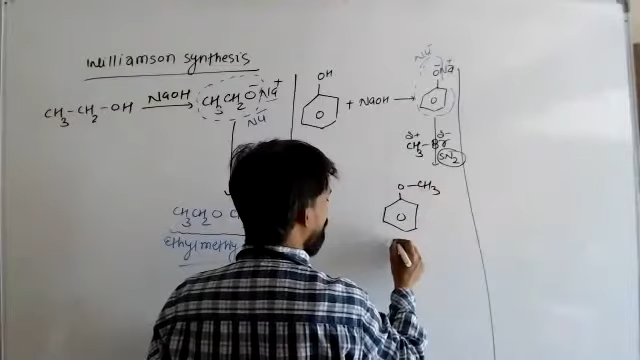 Williamson synthesis
CH3-CH2-OH NaOH CH3CH2O⁻Na⁺
Nu⁻
OH
+ NaOH
Nu⁻
O⁻Na⁺
δ+ δ-
CH3-Br
SN2
O-CH3
CH3CH2O
Ethylmethy